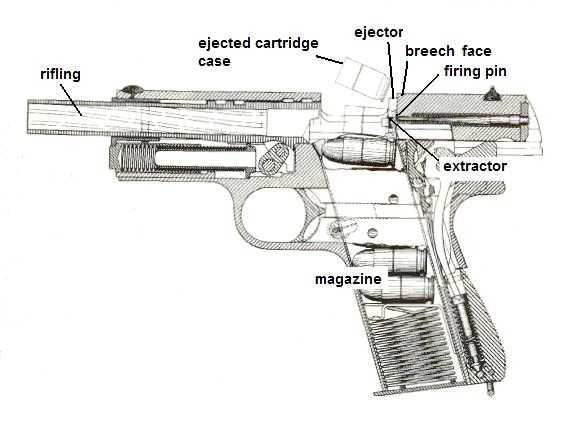 ejector
ejected cartridge
case
breech face
firing pin
rifling
extractor
magazine